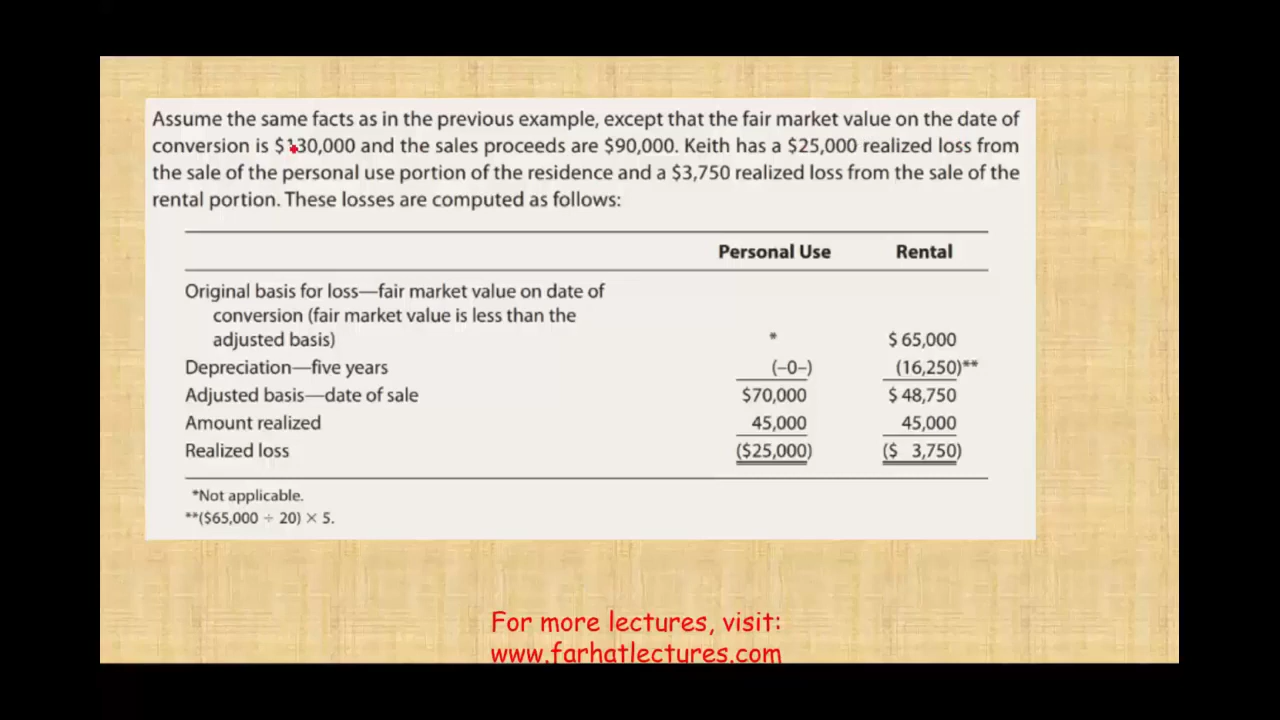 Assume the same facts as in the previous example, except that the fair market value on the date of
conversion is $130,000 and the sales proceeds are $90,000. Keith has a $25,000 realized loss from
the sale of the personal use portion of the residence and a $3,750 realized loss from the sale of the
rental portion. These losses are computed as follows:
Personal Use Rental
Original basis for loss—fair market value on date of
conversion (fair market value is less than the
adjusted basis) * $ 65,000
Depreciation—five years (–0–) (16,250)**
Adjusted basis—date of sale $70,000 $ 48,750
Amount realized 45,000 45,000
Realized loss ($25,000) ($ 3,750)
*Not applicable.
**($65,000 ÷ 20) × 5.
For more lectures, visit:
www.farhatlectures.com